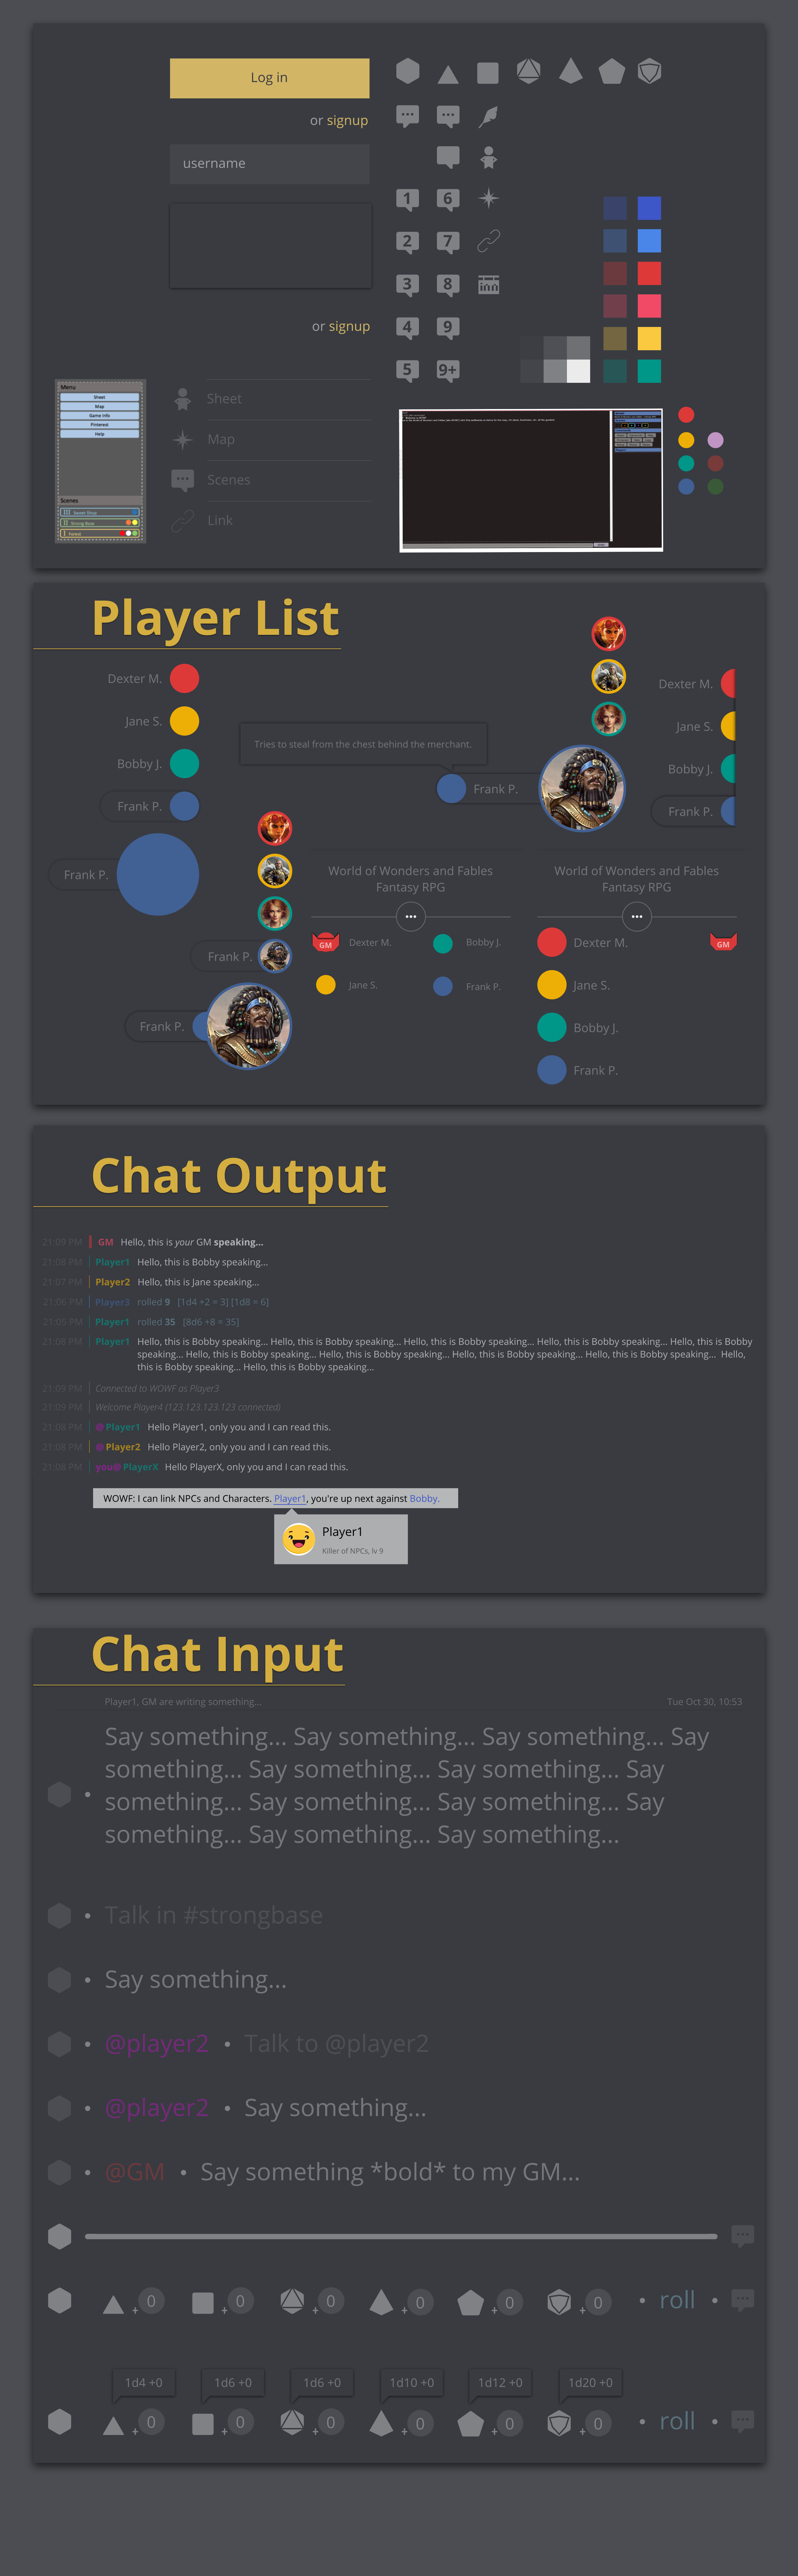 Log in
or signup
username
or signup
1 6
2 7
3 8
inn
4 9
5 9+
Menu
Sheet
Map
Game Info
Pinterest
Help
Scenes
Sweet Shop
Strong Base
Forest
Sheet
Map
Scenes
Link
Player List
Dexter M.
Jane S.
Bobby J.
Frank P.
Frank P.
Frank P.
Frank P.
Tries to steal from the chest behind the merchant.
Frank P.
Dexter M.
Jane S.
Bobby J.
Frank P.
World of Wonders and Fables
Fantasy RPG
GM Dexter M. Bobby J.
Jane S. Frank P.
World of Wonders and Fables
Fantasy RPG
Dexter M. GM
Jane S.
Bobby J.
Frank P.
Chat Output
21:09 PM GM Hello, this is your GM speaking...
21:08 PM Player1 Hello, this is Bobby speaking...
21:07 PM Player2 Hello, this is Jane speaking...
21:06 PM Player3 rolled 9 [1d4 +2 = 3] [1d8 = 6]
21:05 PM Player1 rolled 35 [8d6 +8 = 35]
21:08 PM Player1 Hello, this is Bobby speaking... Hello, this is Bobby speaking... Hello, this is Bobby speaking... Hello, this is Bobby speaking... Hello, this is Bobby
speaking... Hello, this is Bobby speaking... Hello, this is Bobby speaking... Hello, this is Bobby speaking... Hello, this is Bobby speaking... Hello,
this is Bobby speaking... Hello, this is Bobby speaking...
21:09 PM Connected to WOWF as Player3
21:09 PM Welcome Player4 (123.123.123.123 connected)
21:08 PM @Player1 Hello Player1, only you and I can read this.
21:08 PM @Player2 Hello Player2, only you and I can read this.
21:08 PM you@PlayerX Hello PlayerX, only you and I can read this.
WOWF: I can link NPCs and Characters. Player1, you're up next against Bobby.
Player1
Killer of NPCs, lv 9
Chat Input
Player1, GM are writing something... Tue Oct 30, 10:53
Say something... Say something... Say something... Say
something... Say something... Say something... Say
something... Say something... Say something... Say
something... Say something... Say something...
• Talk in #strongbase
• Say something...
• @player2 • Talk to @player2
• @player2 • Say something...
• @GM • Say something *bold* to my GM...
+ 0 + 0 + 0 + 0 + 0 + 0 • roll •
1d4 +0 1d6 +0 1d6 +0 1d10 +0 1d12 +0 1d20 +0
+ 0 + 0 + 0 + 0 + 0 + 0 • roll •